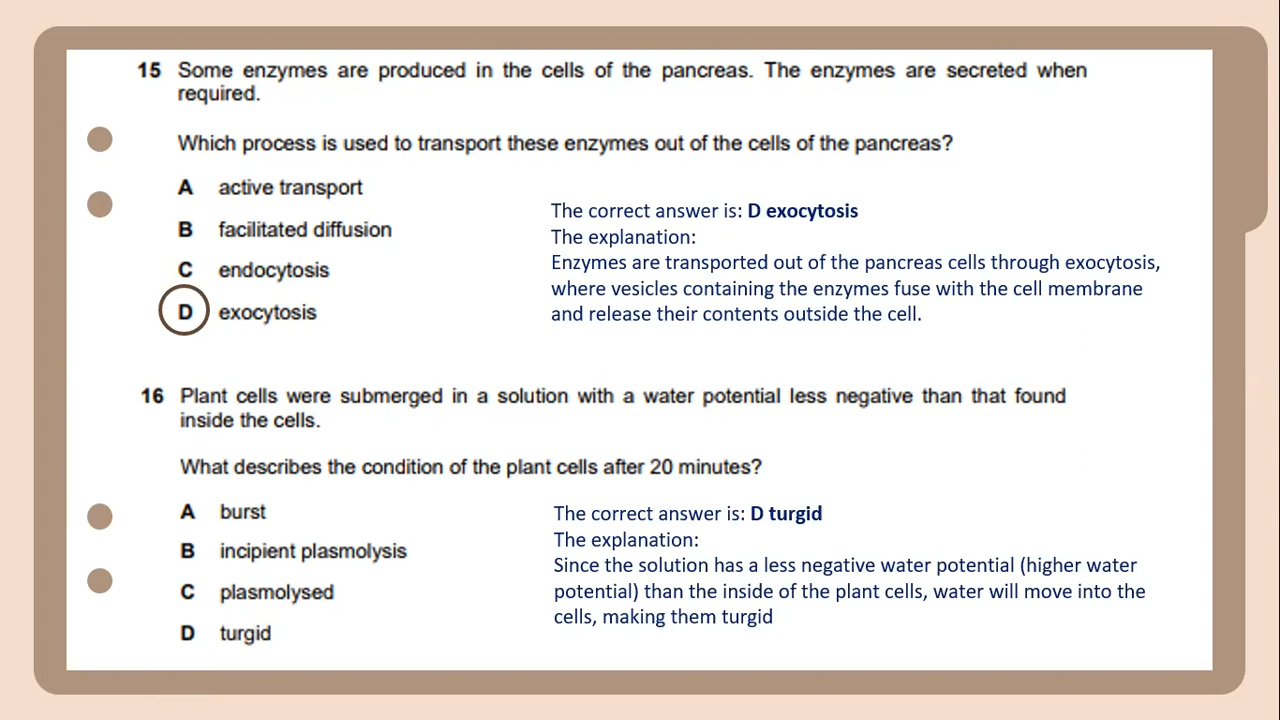 15 Some enzymes are produced in the cells of the pancreas. The enzymes are secreted when
required.
Which process is used to transport these enzymes out of the cells of the pancreas?
A active transport
B facilitated diffusion
C endocytosis
D exocytosis
The correct answer is: D exocytosis
The explanation:
Enzymes are transported out of the pancreas cells through exocytosis,
where vesicles containing the enzymes fuse with the cell membrane
and release their contents outside the cell.
16 Plant cells were submerged in a solution with a water potential less negative than that found
inside the cells.
What describes the condition of the plant cells after 20 minutes?
A burst
B incipient plasmolysis
C plasmolysed
D turgid
The correct answer is: D turgid
The explanation:
Since the solution has a less negative water potential (higher water
potential) than the inside of the plant cells, water will move into the
cells, making them turgid